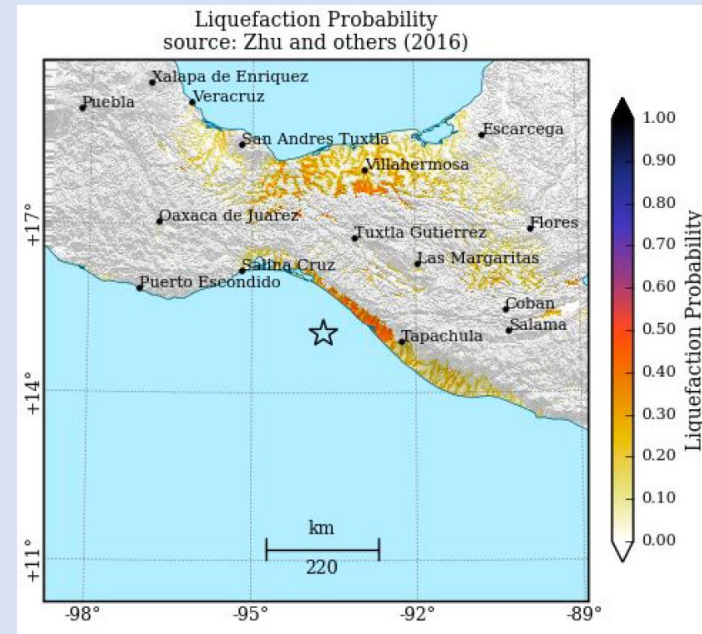 Liquefaction Probability
source: Zhu and others (2016)
Xalapa de Enriquez
Puebla
Veracruz
San Andres Tuxtla
Escarcega
Villahermosa
Oaxaca de Juarez
Flores
Tuxtla Gutierrez
Las Margaritas
Salina Cruz
Puerto Escondido
Coban
Salama
Tapachula
km
220
+17°
+14°
+11°
-98°
-95°
-92°
-89°
1.00
0.90
0.80
0.70
0.60
0.50
0.40
0.30
0.20
0.10
0.00
Liquefaction Probability